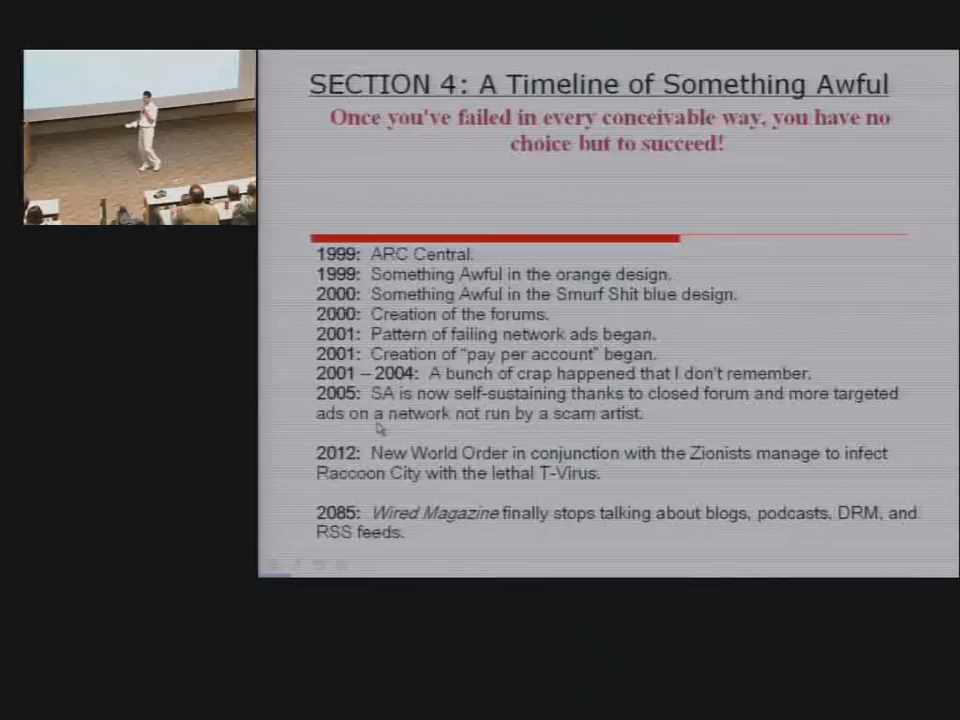 SECTION 4: A Timeline of Something Awful
Once you've failed in every conceivable way, you have no
choice but to succeed!
1999: ARC Central.
1999: Something Awful in the orange design.
2000: Something Awful in the Smurf Shit blue design.
2000: Creation of the forums.
2001: Pattern of failing network ads began.
2001: Creation of “pay per account” began.
2001 – 2004: A bunch of crap happened that I don't remember.
2005: SA is now self-sustaining thanks to closed forum and more targeted
ads on a network not run by a scam artist.
2012: New World Order in conjunction with the Zionists manage to infect
Raccoon City with the lethal T-Virus.
2085: Wired Magazine finally stops talking about blogs, podcasts, DRM, and
RSS feeds.